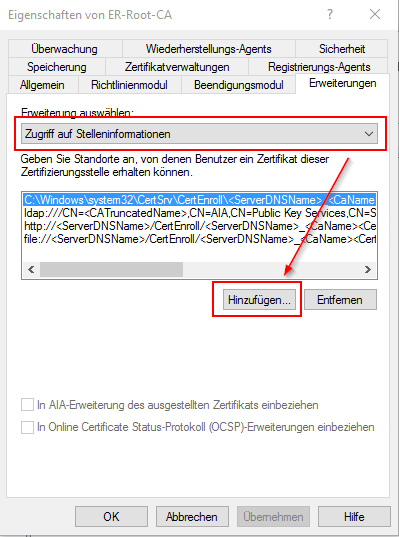 Eigenschaften von ER-Root-CA
Überwachung Wiederherstellungs-Agents Sicherheit
Speicherung Zertifikatverwaltungen Registrierungs-Agents
Allgemein Richtlinienmodul Beendigungsmodul Erweiterungen
Erweiterung auswählen:
Zugriff auf Stelleninformationen
Geben Sie Standorte an, von denen Benutzer ein Zertifikat dieser
Zertifizierungsstelle erhalten können.
C:\Windows\system32\CertSrv\CertEnroll\<ServerDNSName>_<CaName
ldap:///CN=<CATruncatedName>,CN=AIA,CN=Public Key Services,CN=S
http://<ServerDNSName>/CertEnroll/<ServerDNSName>_<CaName><Ce
file://<ServerDNSName>/CertEnroll/<ServerDNSName>_<CaName><Cert
Hinzufügen... Entfernen
In AIA-Erweiterung des ausgestellten Zertifikats einbeziehen
In Online Certificate Status-Protokoll (OCSP)-Erweiterungen einbeziehen
OK Abbrechen Übernehmen Hilfe